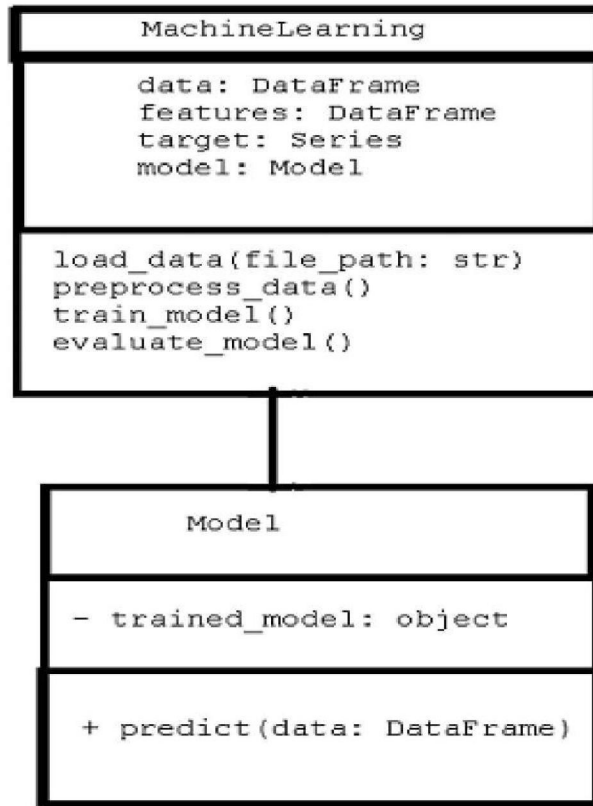 MachineLearning
data: DataFrame
features: DataFrame
target: Series
model: Model
load_data(file_path: str)
preprocess_data()
train_model()
evaluate_model()
Model
- trained_model: object
+ predict(data: DataFrame)